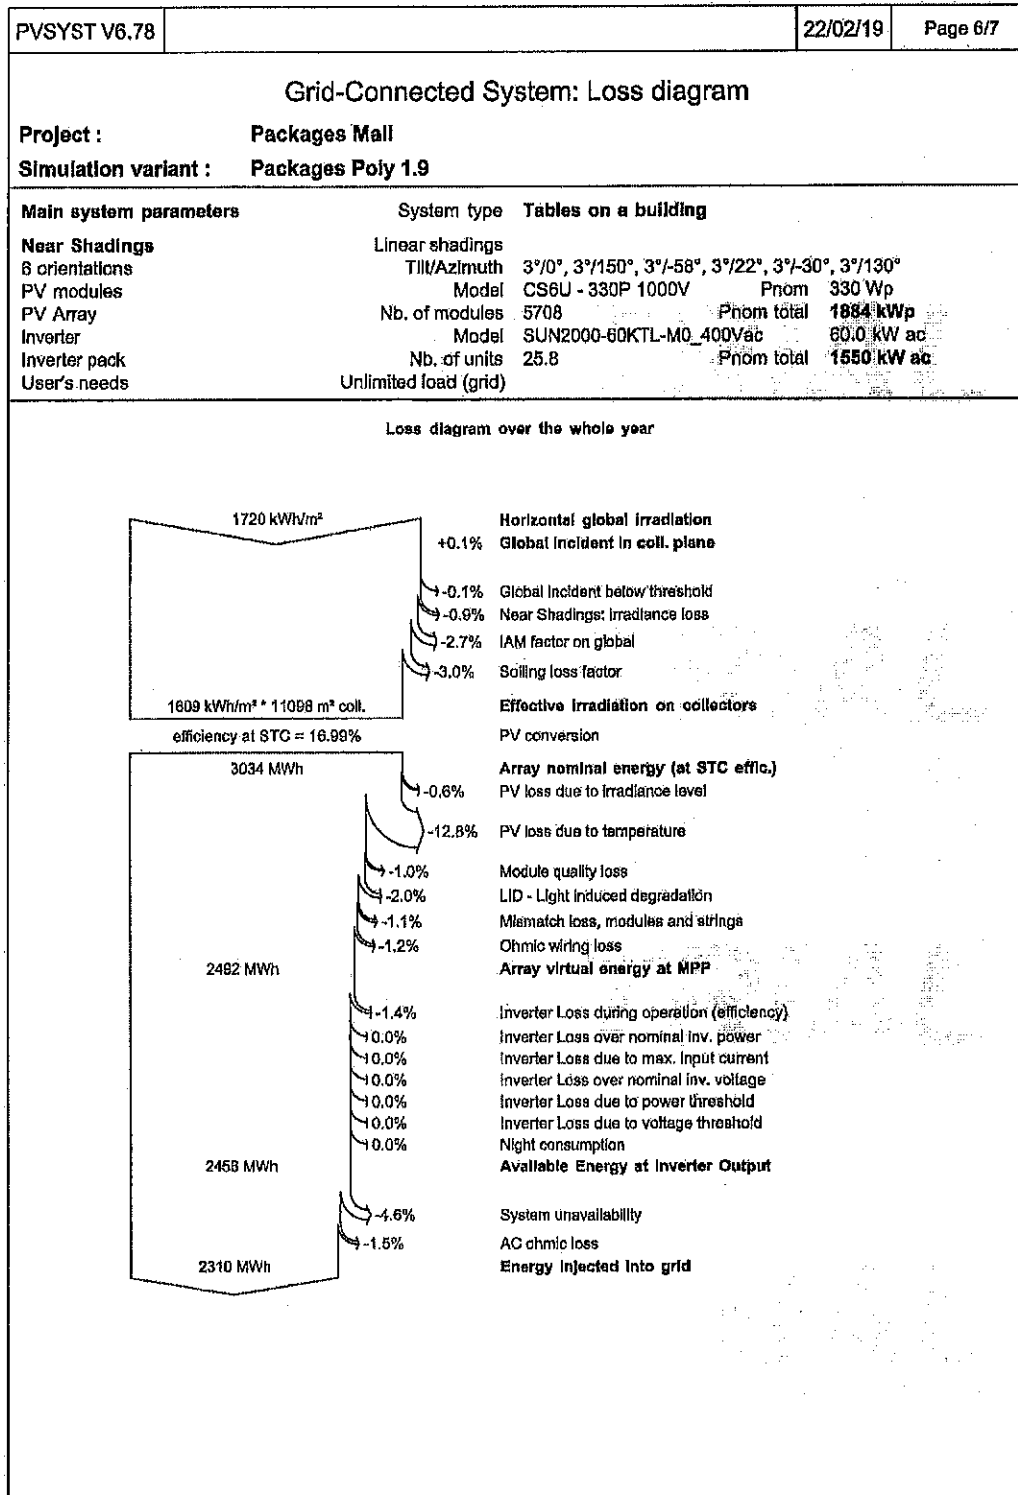 PVSYST V6.78 22/02/19 Page 6/7
Grid-Connected System: Loss diagram
Project : Packages Mall
Simulation variant : Packages Poly 1.9
Main system parameters System type Tables on a building
Near Shadings Linear shadings
6 orientations Tilt/Azimuth 3°/0°, 3°/150°, 3°/-58°, 3°/22°, 3°/-30°, 3°/130°
PV modules Model CS6U - 330P 1000V Pnom 330 Wp
PV Array Nb. of modules 5708 Pnom total 1884 kWp
Inverter Model SUN2000-60KTL-M0_400Vac 60.0 kW ac
Inverter pack Nb. of units 25.8 Pnom total 1550 kW ac
User's needs Unlimited load (grid)
Loss diagram over the whole year
1720 kWh/m² Horizontal global irradiation
+0.1% Global incident in coll. plane
-0.1% Global incident below threshold
-0.9% Near Shadings: irradiance loss
-2.7% IAM factor on global
-3.0% Soiling loss factor
1609 kWh/m² * 11098 m² coll. Effective irradiation on collectors
efficiency at STC = 16.99% PV conversion
3034 MWh Array nominal energy (at STC effic.)
-0.6% PV loss due to irradiance level
-12.8% PV loss due to temperature
-1.0% Module quality loss
-2.0% LID - Light induced degradation
-1.1% Mismatch loss, modules and strings
-1.2% Ohmic wiring loss
2492 MWh Array virtual energy at MPP
-1.4% Inverter Loss during operation (efficiency)
0.0% Inverter Loss over nominal inv. power
0.0% Inverter Loss due to max. input current
0.0% Inverter Loss over nominal inv. voltage
0.0% Inverter Loss due to power threshold
0.0% Inverter Loss due to voltage threshold
0.0% Night consumption
2458 MWh Available Energy at Inverter Output
-4.6% System unavailability
-1.5% AC ohmic loss
2310 MWh Energy injected into grid